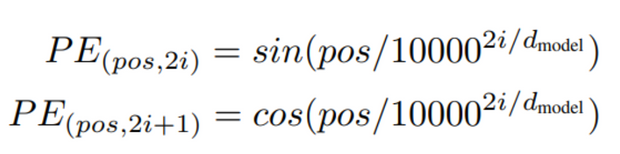 PE(pos,2i) = sin(pos/10000^2i/dmodel)
PE(pos,2i+1) = cos(pos/10000^2i/dmodel)